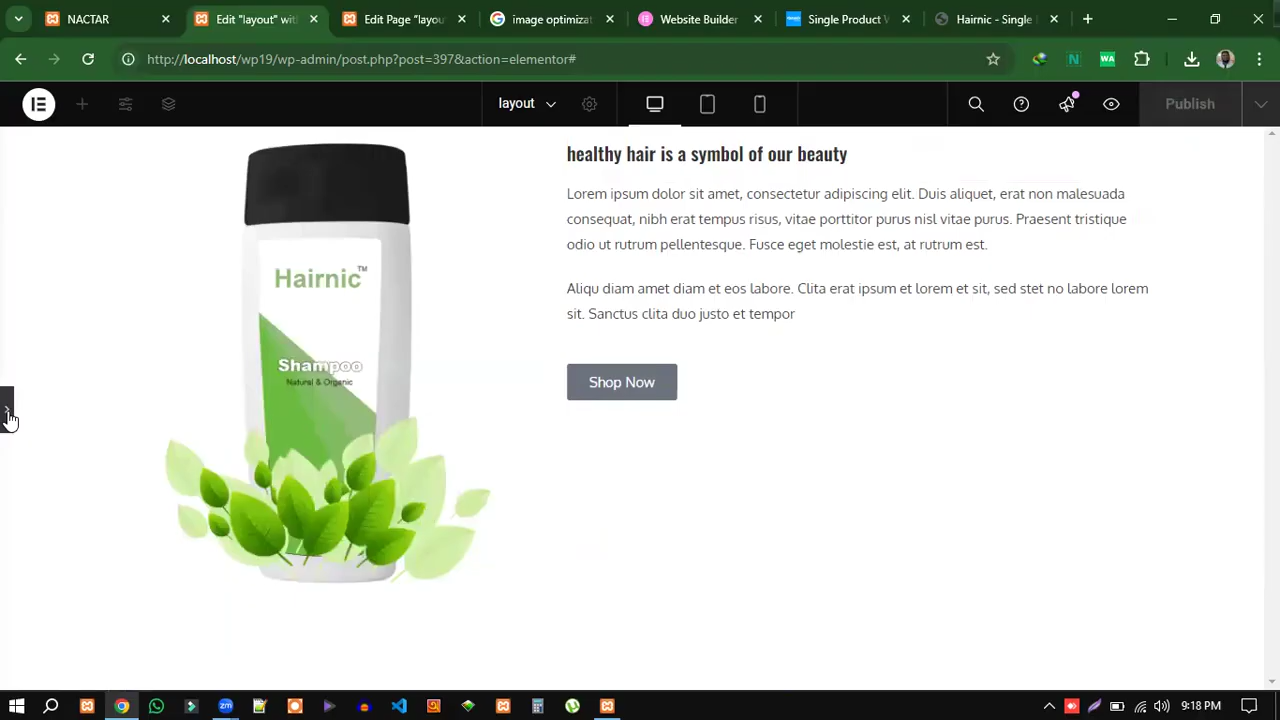 NACTAR
Edit "layout" wit
Edit Page "layou
image optimizat
Website Builder
Single Product V
Hairnic - Single
http://localhost/wp19/wp-admin/post.php?post=397&action=elementor#
N
WA
layout
Publish
healthy hair is a symbol of our beauty
Lorem ipsum dolor sit amet, consectetur adipiscing elit. Duis aliquet, erat non malesuada
consequat, nibh erat tempus risus, vitae porttitor purus nisl vitae purus. Praesent tristique
odio ut rutrum pellentesque. Fusce eget molestie est, at rutrum est.
Aliqu diam amet diam et eos labore. Clita erat ipsum et lorem et sit, sed stet no labore lorem
sit. Sanctus clita duo justo et tempor
Shop Now
Hairnic™
Shampoo
Natural & Organic
9:18 PM